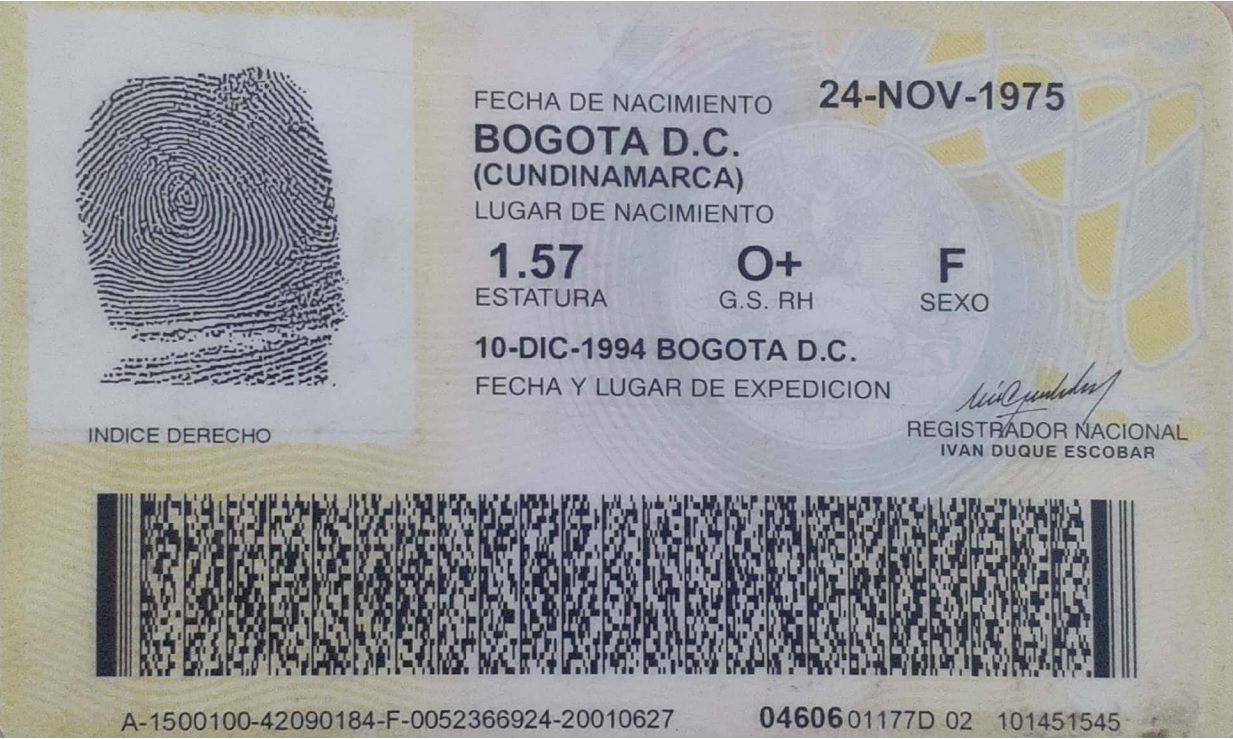 FECHA DE NACIMIENTO 24-NOV-1975
BOGOTA D.C.
(CUNDINAMARCA)
LUGAR DE NACIMIENTO
1.57 O+ F
ESTATURA G.S. RH SEXO
10-DIC-1994 BOGOTA D.C.
FECHA Y LUGAR DE EXPEDICION
INDICE DERECHO
REGISTRADOR NACIONAL
IVAN DUQUE ESCOBAR
A-1500100-42090184-F-0052366924-20010627 04606 01177D 02 101451545